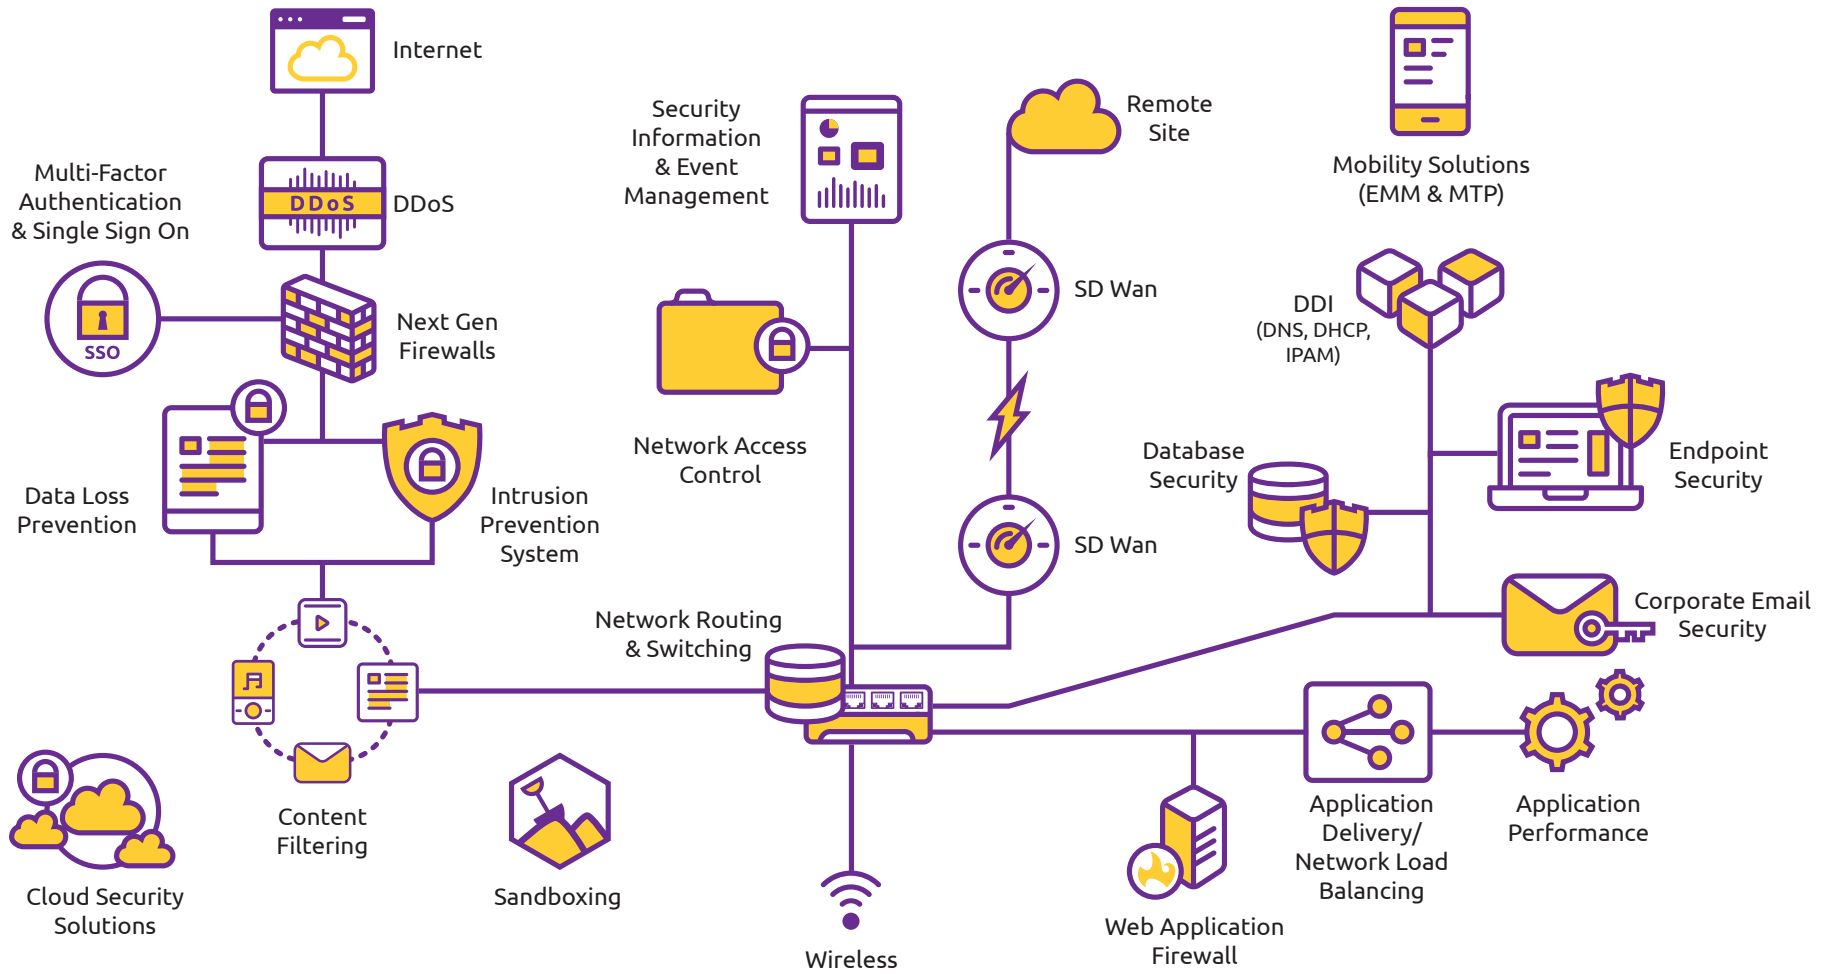 Internet
Multi-Factor
Authentication
& Single Sign On
DDoS
DDoS
SSO
Next Gen
Firewalls
Data Loss
Prevention
Intrusion
Prevention
System
Content
Filtering
Cloud Security
Solutions
Sandboxing
Security
Information
& Event
Management
Network Access
Control
Network Routing
& Switching
Wireless
Remote
Site
SD Wan
SD Wan
Mobility Solutions
(EMM & MTP)
DDI
(DNS, DHCP,
IPAM)
Database
Security
Endpoint
Security
Corporate Email
Security
Application
Delivery/
Network Load
Balancing
Application
Performance
Web Application
Firewall